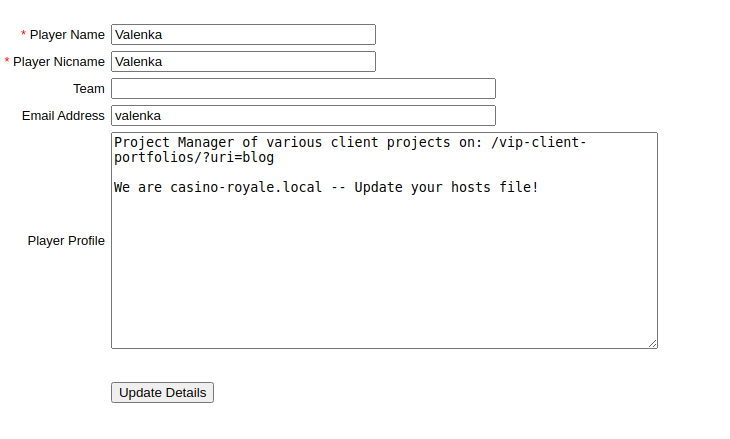 * Player Name Valenka
* Player Nicname Valenka
Team
Email Address valenka
Project Manager of various client projects on: /vip-client-
portfolios/?uri=blog
We are casino-royale.local -- Update your hosts file!
Player Profile
Update Details